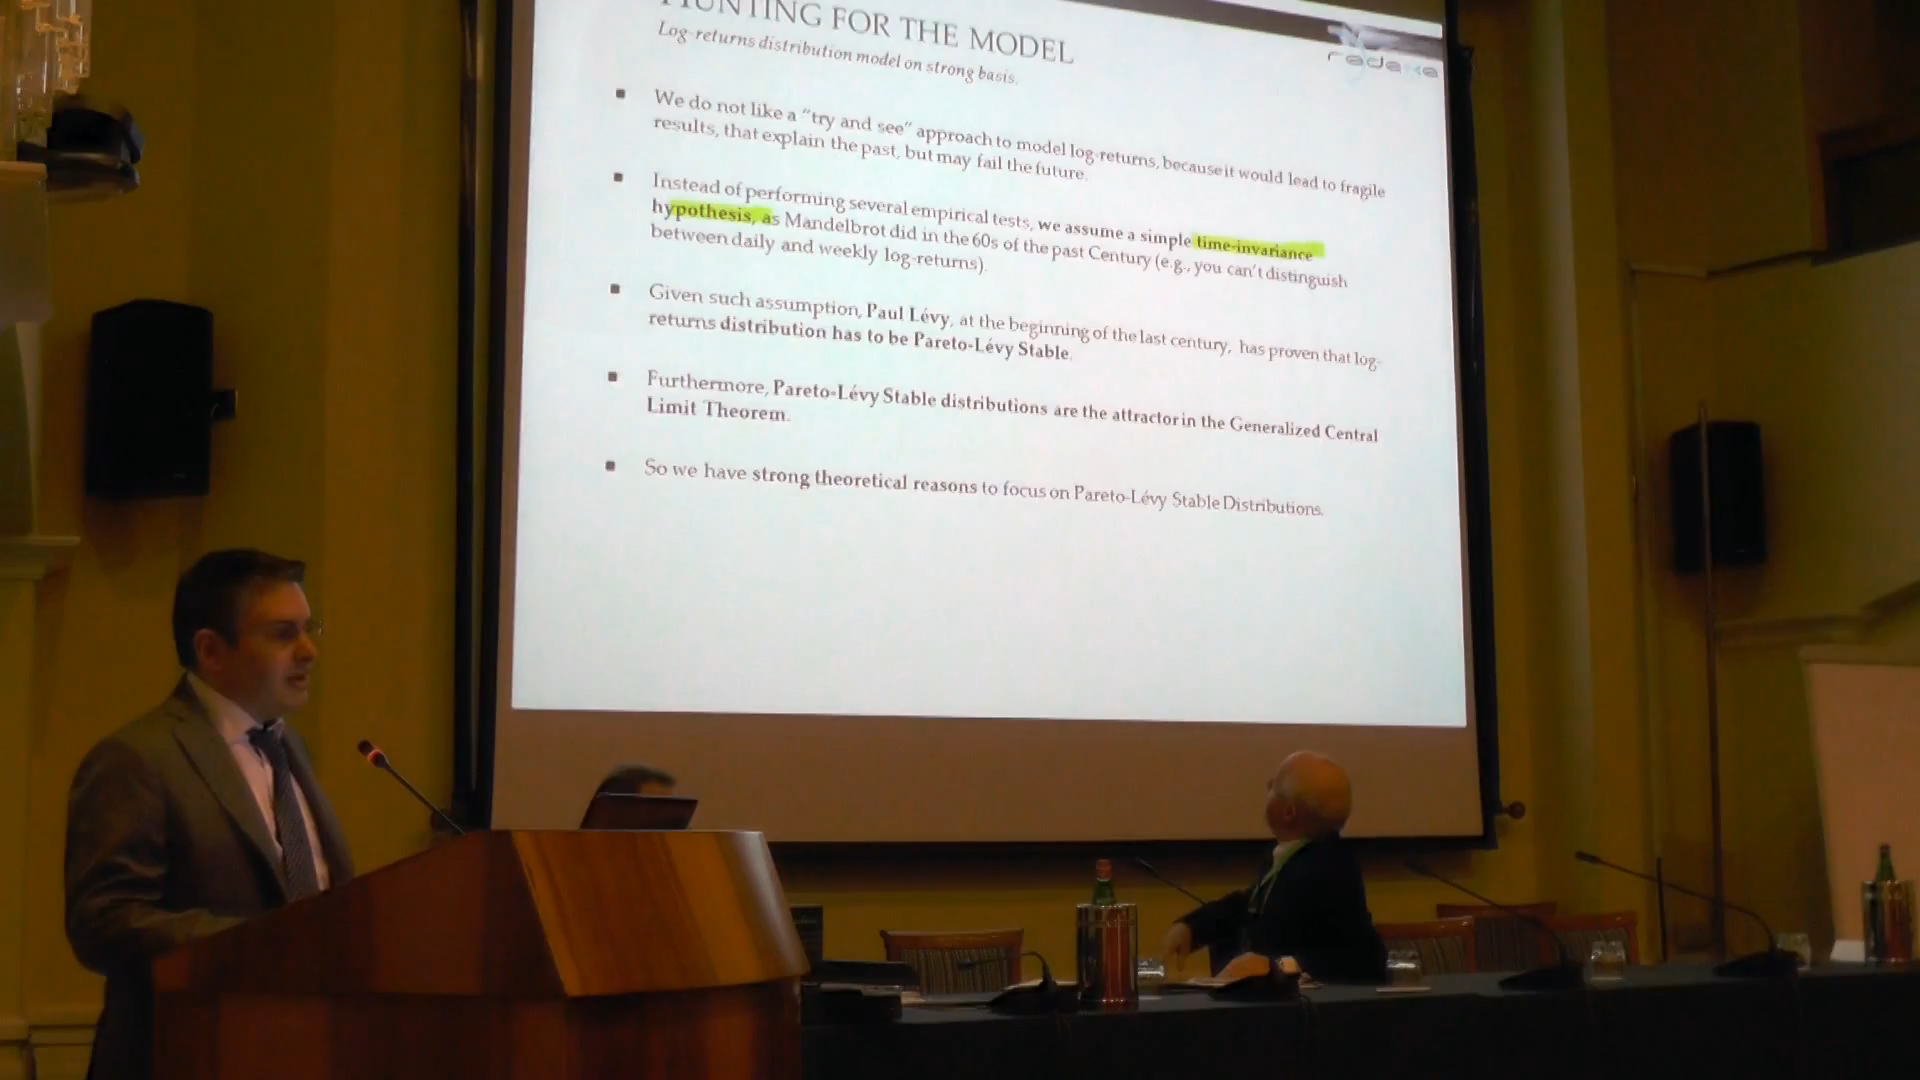 HUNTING FOR THE MODEL
Log-returns distribution model on strong basis.
radexe
▪ We do not like a "try and see" approach to model log-returns, because it would lead to fragile
results, that explain the past, but may fail the future.
▪ Instead of performing several empirical tests, we assume a simple time-invariance
hypothesis, as Mandelbrot did in the 60s of the past Century (e.g., you can't distinguish
between daily and weekly log-returns).
▪ Given such assumption, Paul Lévy, at the beginning of the last century, has proven that log-
returns distribution has to be Pareto-Lévy Stable.
▪ Furthermore, Pareto-Lévy Stable distributions are the attractor in the Generalized Central
Limit Theorem.
▪ So we have strong theoretical reasons to focus on Pareto-Lévy Stable Distributions.